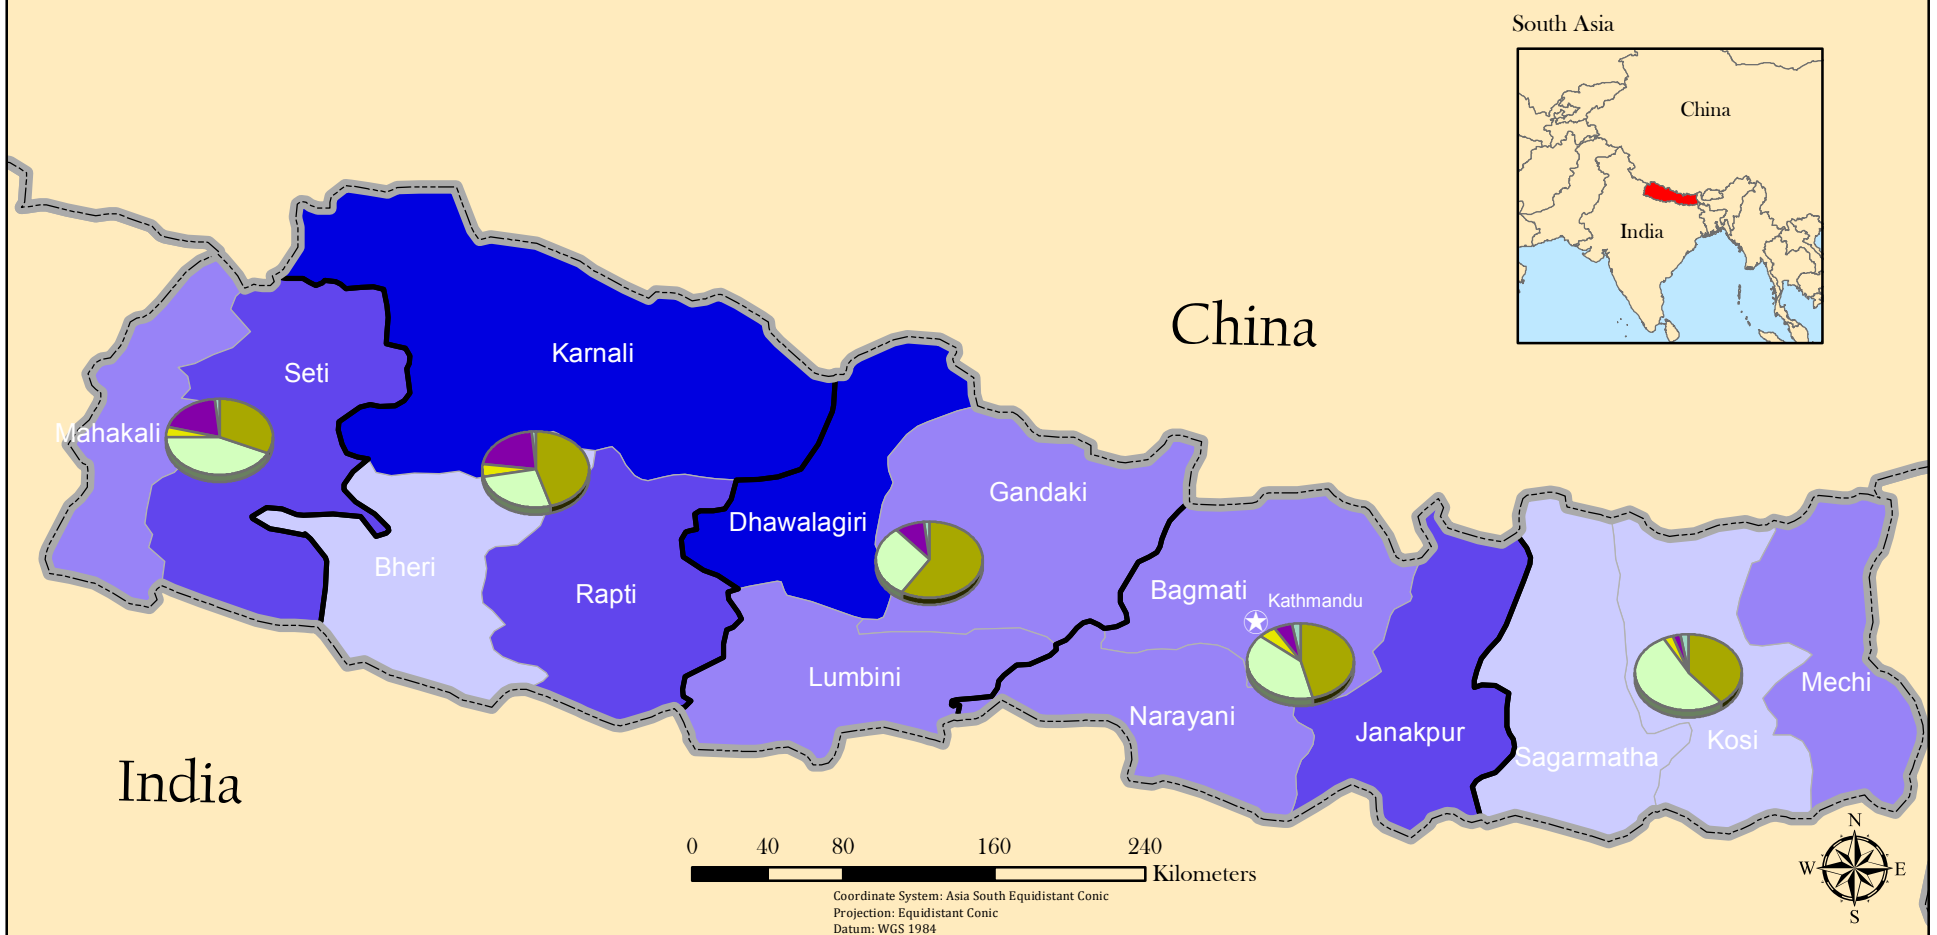 South Asia
China
India
Karnali
Seti
China
Mahakali
Gandaki
Dhawalagiri
Bheri
Rapti
Bagmati
Kathmandu
Lumbini
Mechi
Narayani
Janakpur
Kosi
Sagarmatha
India
N
W
E
S
0 40 80 160 240
Kilometers
Coordinate System: Asia South Equidistant Conic
Projection: Equidistant Conic
Datum: WGS 1984